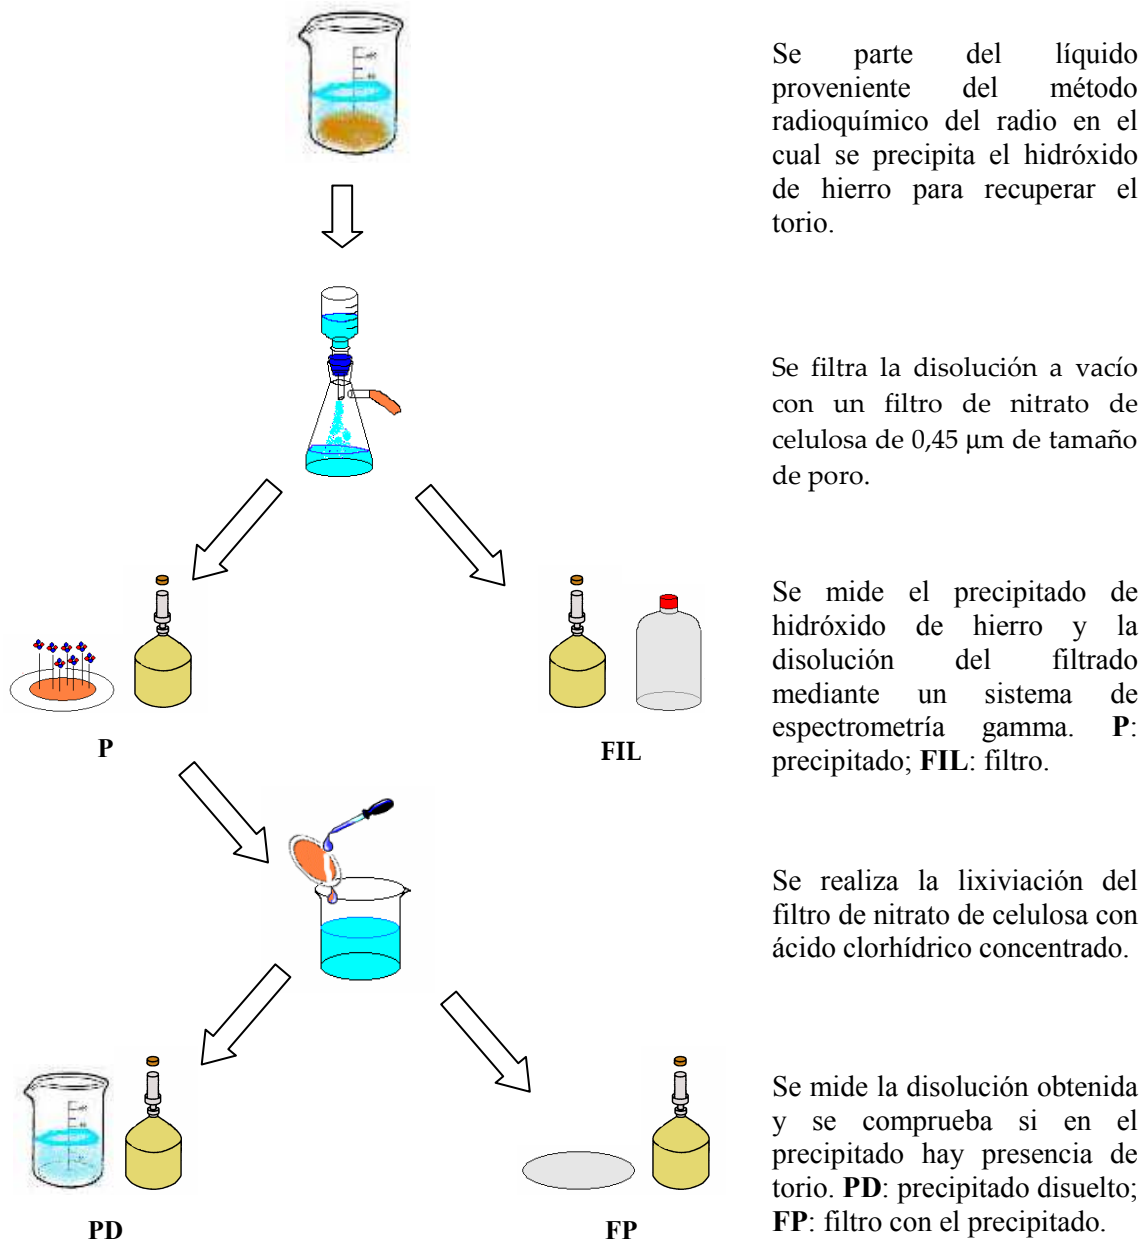 Se parte del líquido
proveniente del método
radioquímico del radio en el
cual se precipita el hidróxido
de hierro para recuperar el
torio.
Se filtra la disolución a vacío
con un filtro de nitrato de
celulosa de 0,45 µm de tamaño
de poro.
Se mide el precipitado de
hidróxido de hierro y la
disolución del filtrado
mediante un sistema de
espectrometría gamma. P:
precipitado; FIL: filtro.
P
FIL
Se realiza la lixiviación del
filtro de nitrato de celulosa con
ácido clorhídrico concentrado.
Se mide la disolución obtenida
y se comprueba si en el
precipitado hay presencia de
torio. PD: precipitado disuelto;
FP: filtro con el precipitado.
PD
FP